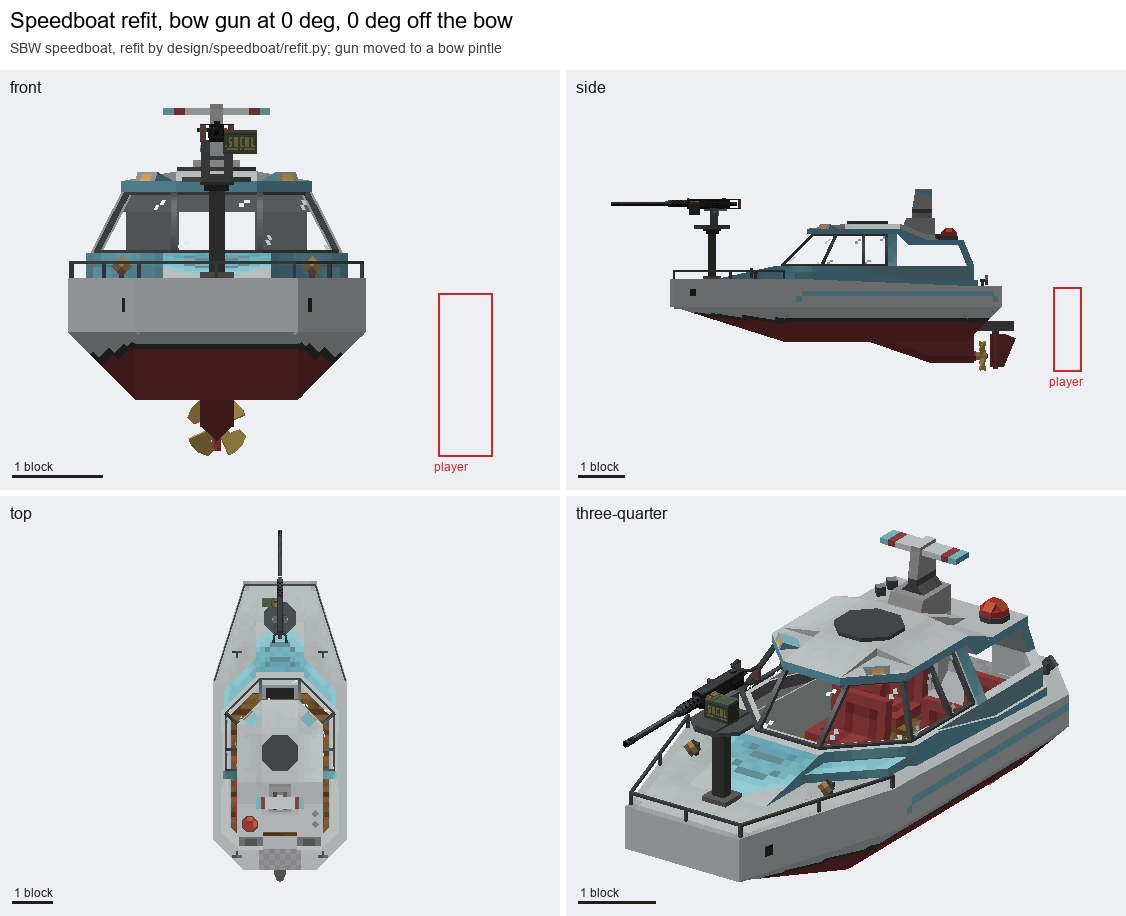 Speedboat refit, bow gun at 0 deg, 0 deg off the bow
SBW speedboat, refit by design/speedboat/refit.py; gun moved to a bow pintle
front
side
player
1 block
player
1 block
top
three-quarter
1 block
1 block